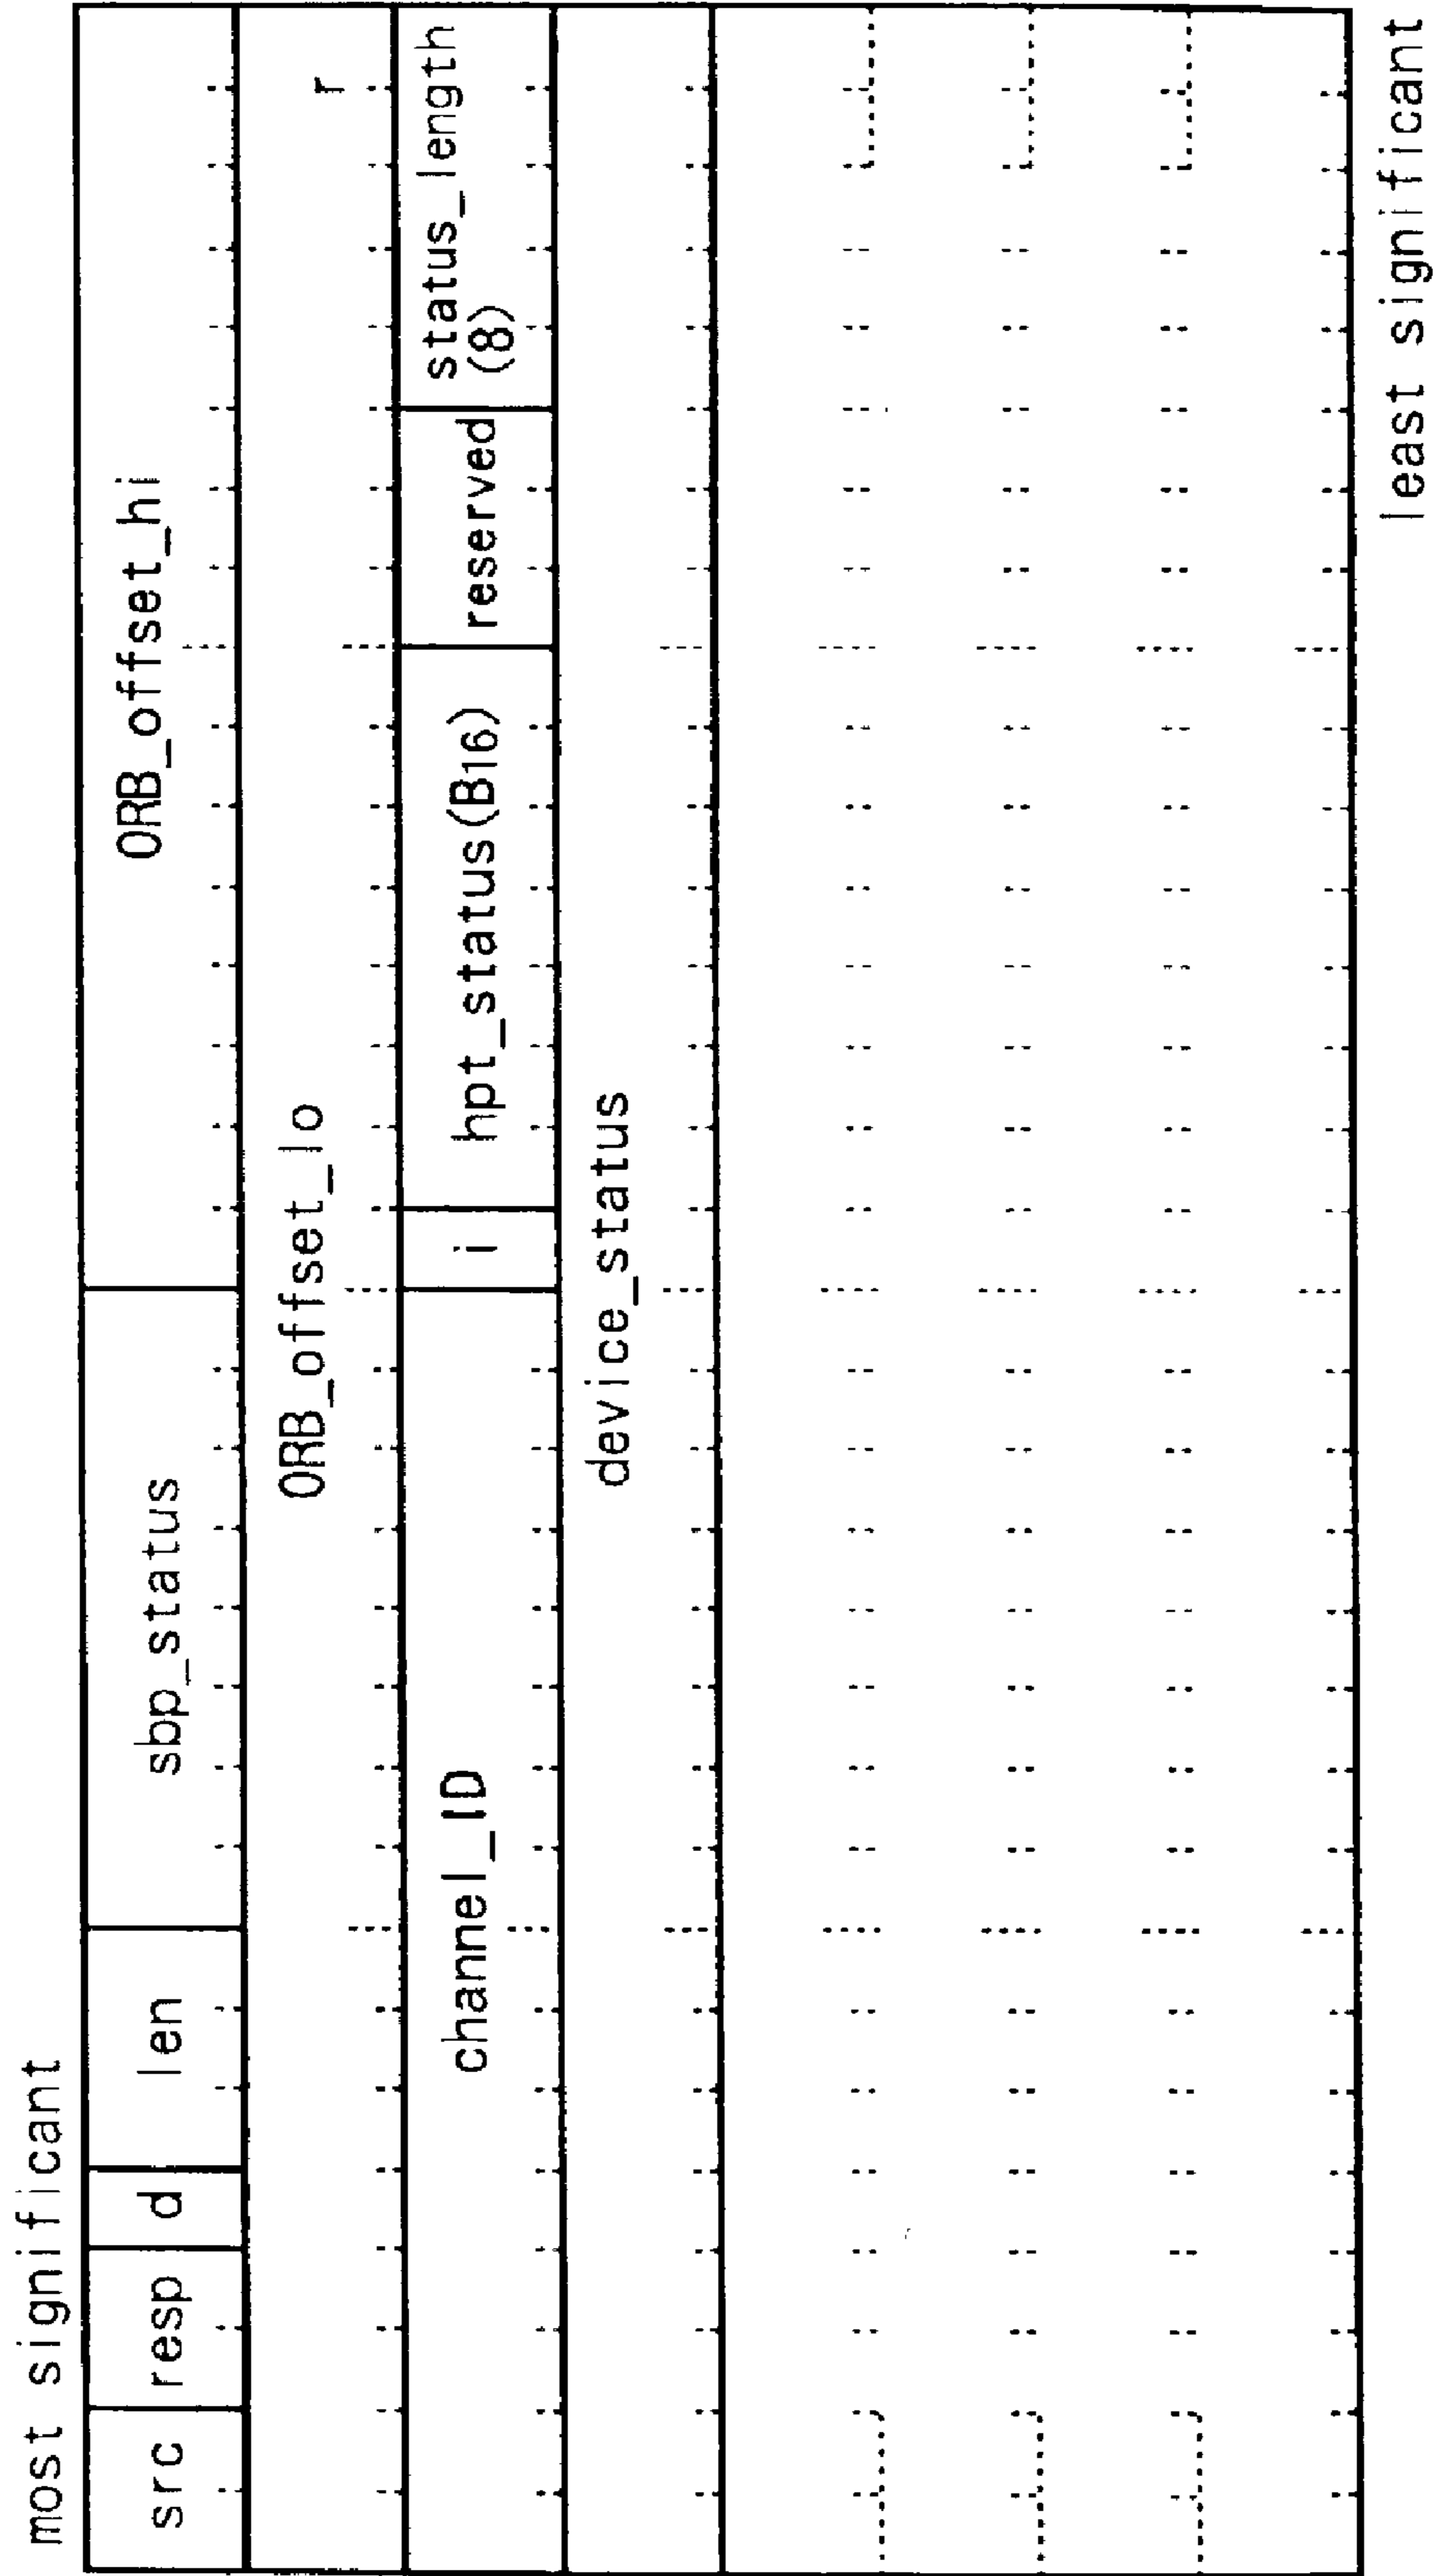 most significant
src resp d len sbp_status ORB_offset_hi
ORB_offset_lo r
channel_ID i hpt_status(B16) reserved status_length
(8)
device_status
least significant